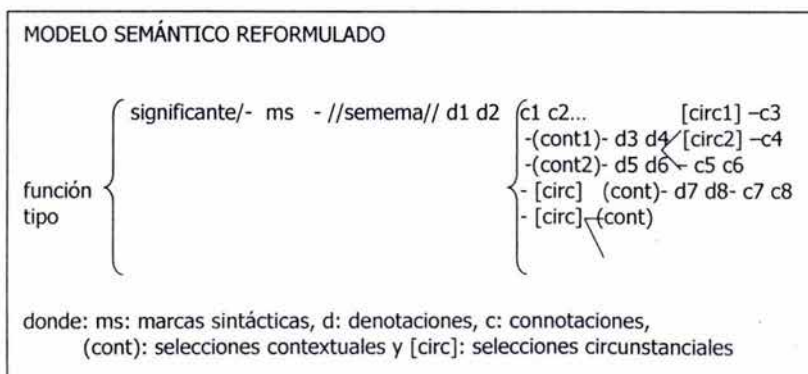 MODELO SEMÁNTICO REFORMULADO
significante/- ms - //semema// d1 d2 c1 c2... [circ1] –c3
-(cont1)- d3 d4 [circ2] –c4
-(cont2)- d5 d6 - c5 c6
función - [circ] (cont)- d7 d8- c7 c8
tipo - [circ] (cont)
donde: ms: marcas sintácticas, d: denotaciones, c: connotaciones,
(cont): selecciones contextuales y [circ]: selecciones circunstanciales